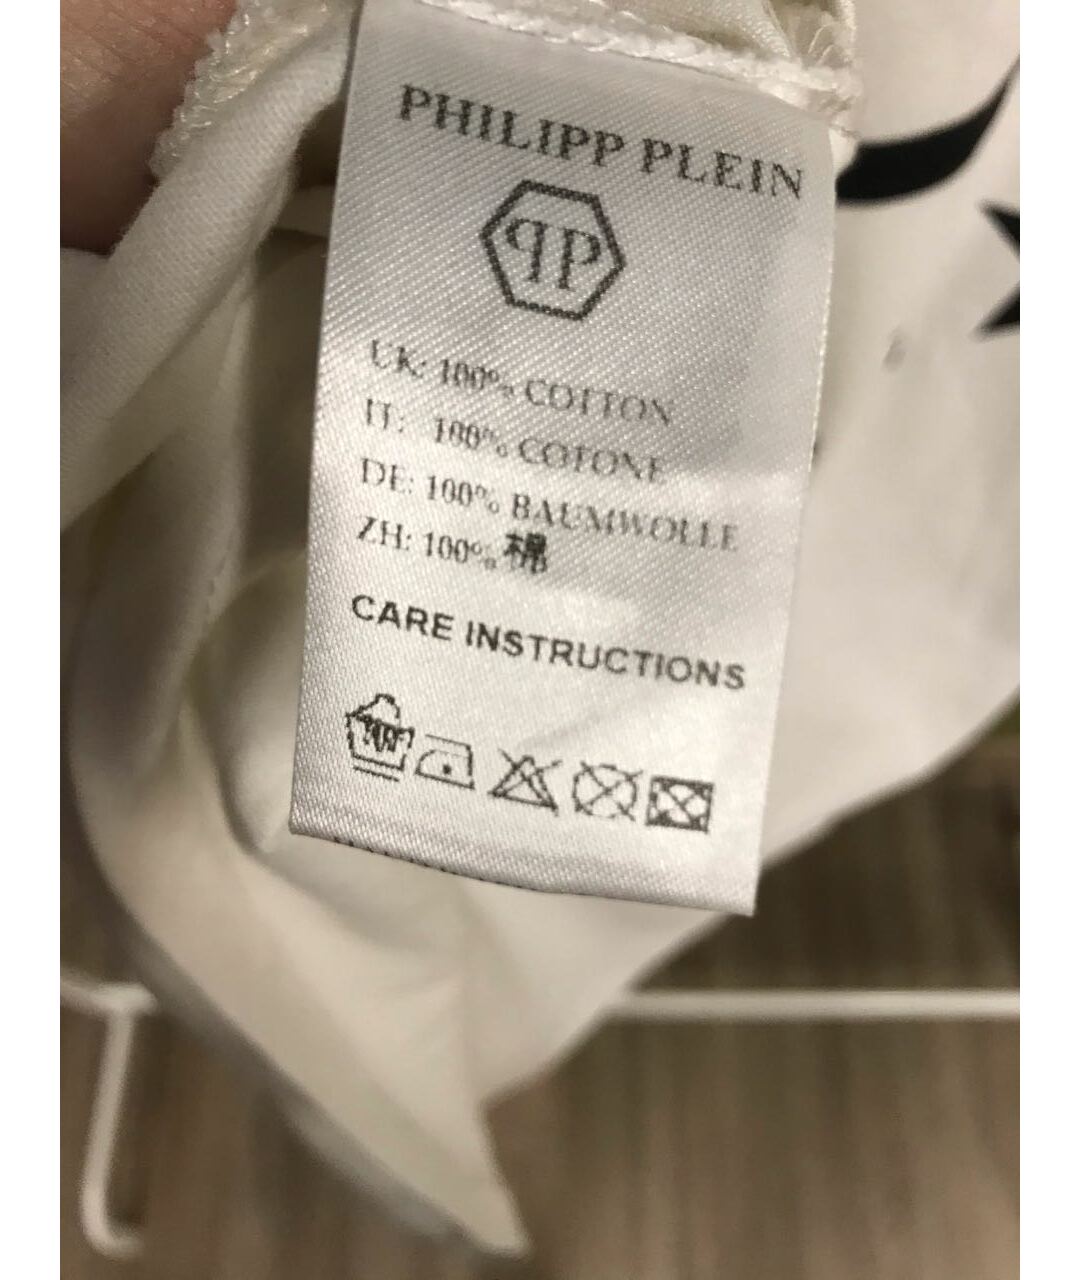 PHILIPP PLEIN
PP
UK: 100% COTTON
IT: 100% COTONE
DE: 100% BAUMWOLLE
ZH: 100% 棉
CARE INSTRUCTIONS